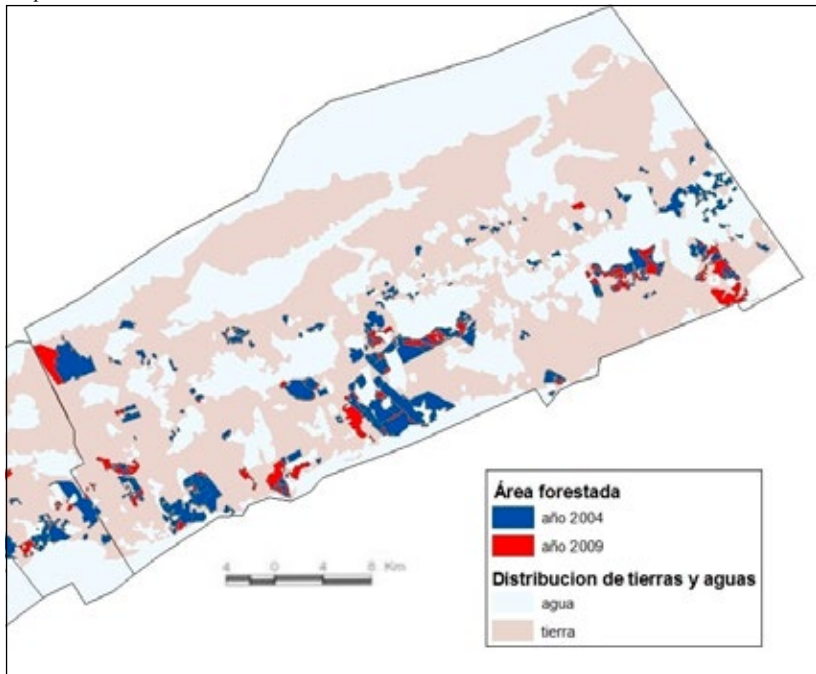 Área forestada
año 2004
año 2009
Distribucion de tierras y aguas
agua
tierra
4 0 4 8 Km